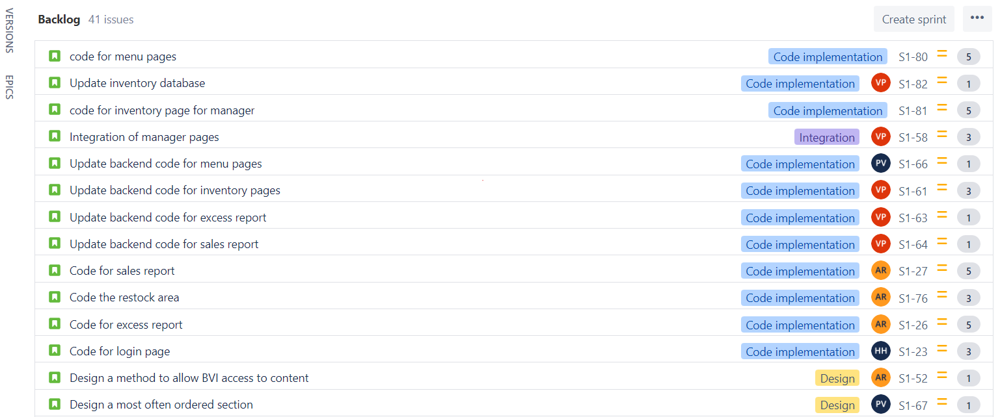 VERSIONS
EPICS
Backlog 41 issues Create sprint •••
code for menu pages Code implementation S1-80 5
Update inventory database Code implementation VP S1-82 1
code for inventory page for manager Code implementation S1-81 5
Integration of manager pages Integration VP S1-58 3
Update backend code for menu pages Code implementation PV S1-66 1
Update backend code for inventory pages Code implementation VP S1-61 3
Update backend code for excess report Code implementation VP S1-63 1
Update backend code for sales report Code implementation VP S1-64 1
Code for sales report Code implementation AR S1-27 5
Code the restock area Code implementation AR S1-76 3
Code for excess report Code implementation AR S1-26 5
Code for login page Code implementation HH S1-23 3
Design a method to allow BVI access to content Design AR S1-52 1
Design a most often ordered section Design PV S1-67 1